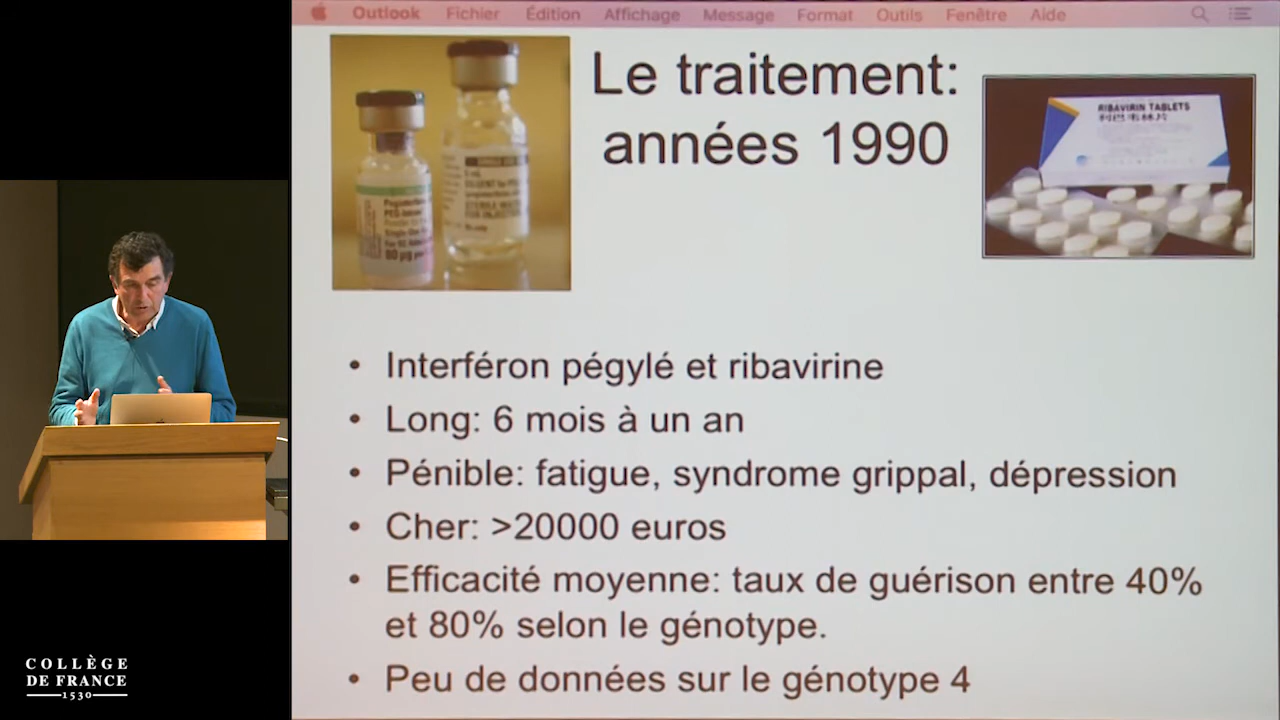 Outlook Fichier Édition Affichage Message Format Outils Fenêtre Aide
Le traitement:
années 1990
RIBAVIRIN TABLETS
80 µg
• Interféron pégylé et ribavirine
• Long: 6 mois à un an
• Pénible: fatigue, syndrome grippal, dépression
• Cher: >20000 euros
• Efficacité moyenne: taux de guérison entre 40%
et 80% selon le génotype.
• Peu de données sur le génotype 4
COLLÈGE
DE FRANCE
1530